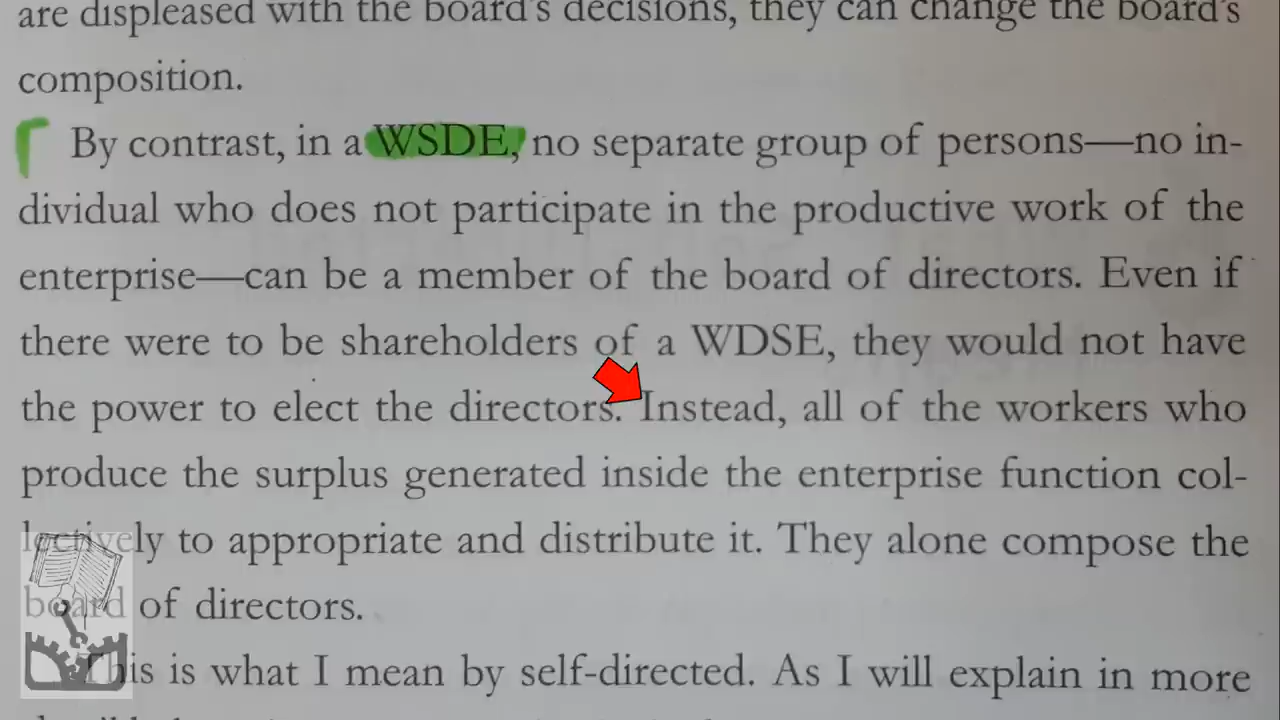 are displeased with the board's decisions, they can change the board's
composition.
By contrast, in a WSDE, no separate group of persons—no in-
dividual who does not participate in the productive work of the
enterprise—can be a member of the board of directors. Even if
there were to be shareholders of a WDSE, they would not have
the power to elect the directors. Instead, all of the workers who
produce the surplus generated inside the enterprise function col-
lectively to appropriate and distribute it. They alone compose the
board of directors.
This is what I mean by self-directed. As I will explain in more